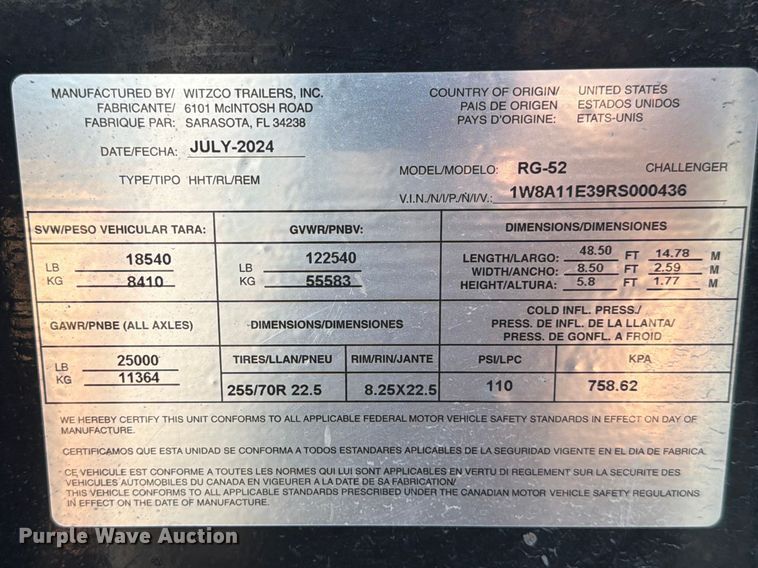 MANUFACTURED BY/ WITZCO TRAILERS, INC.
FABRICANTE/ 6101 McINTOSH ROAD
FABRIQUE PAR: SARASOTA, FL 34238
COUNTRY OF ORIGIN/ UNITED STATES
PAIS DE ORIGEN ESTADOS UNIDOS
PAYS D'ORIGINE: ETATS-UNIS
DATE/FECHA: JULY-2024
MODEL/MODELO: RG-52 CHALLENGER
TYPE/TIPO HHT/RL/REM
V.I.N./N/I/P./Ñ/I/V.: 1W8A11E39RS000436
SVW/PESO VEHICULAR TARA: GVWR/PNBV: DIMENSIONS/DIMENSIONES
LB 18540 LB 122540 LENGTH/LARGO: 48.50 FT 14.78 M
KG 8410 KG 55583 WIDTH/ANCHO: 8.50 FT 2.59 M
HEIGHT/ALTURA: 5.8 FT 1.77 M
GAWR/PNBE (ALL AXLES) DIMENSIONS/DIMENSIONES COLD INFL. PRESS./
PRESS. DE INFL. DE LA LLANTA/
PRESS. DE GONFL. A FROID
LB 25000 TIRES/LLAN/PNEU RIM/RIN/JANTE PSI/LPC KPA
KG 11364 255/70R 22.5 8.25X22.5 110 758.62
WE HEREBY CERTIFY THIS UNIT CONFORMS TO ALL APPLICABLE FEDERAL MOTOR VEHICLE SAFETY STANDARDS IN EFFECT ON DAY OF
MANUFACTURE.
CERTIFICAMOS QUE ESTA UNIDAD SE CONFORMA A TODOS ESTANDARES APLICABLES DE LA SEGURIDAD VIGENTE EN EL DIA DE FABRICA.
CE VEHICULE EST CONFORME A TOUTES LES NORMES QUI LUI SONT APPLICABLES EN VERTU DI REGLEMENT SUR LA SECURITE DES
VEHICULES AUTOMOBILES DU CANADA EN VIGEURER A LA DATE DE SA FABRICATION/
THIS VEHICLE CONFORMS TO ALL APPLICABLE STANDARDS PRESCRIBED UNDER THE CANADIAN MOTOR VEHICLE SAFETY REGULATIONS
IN EFFECT ON THE DATE OF MANUFACTURE.
Purple Wave Auction